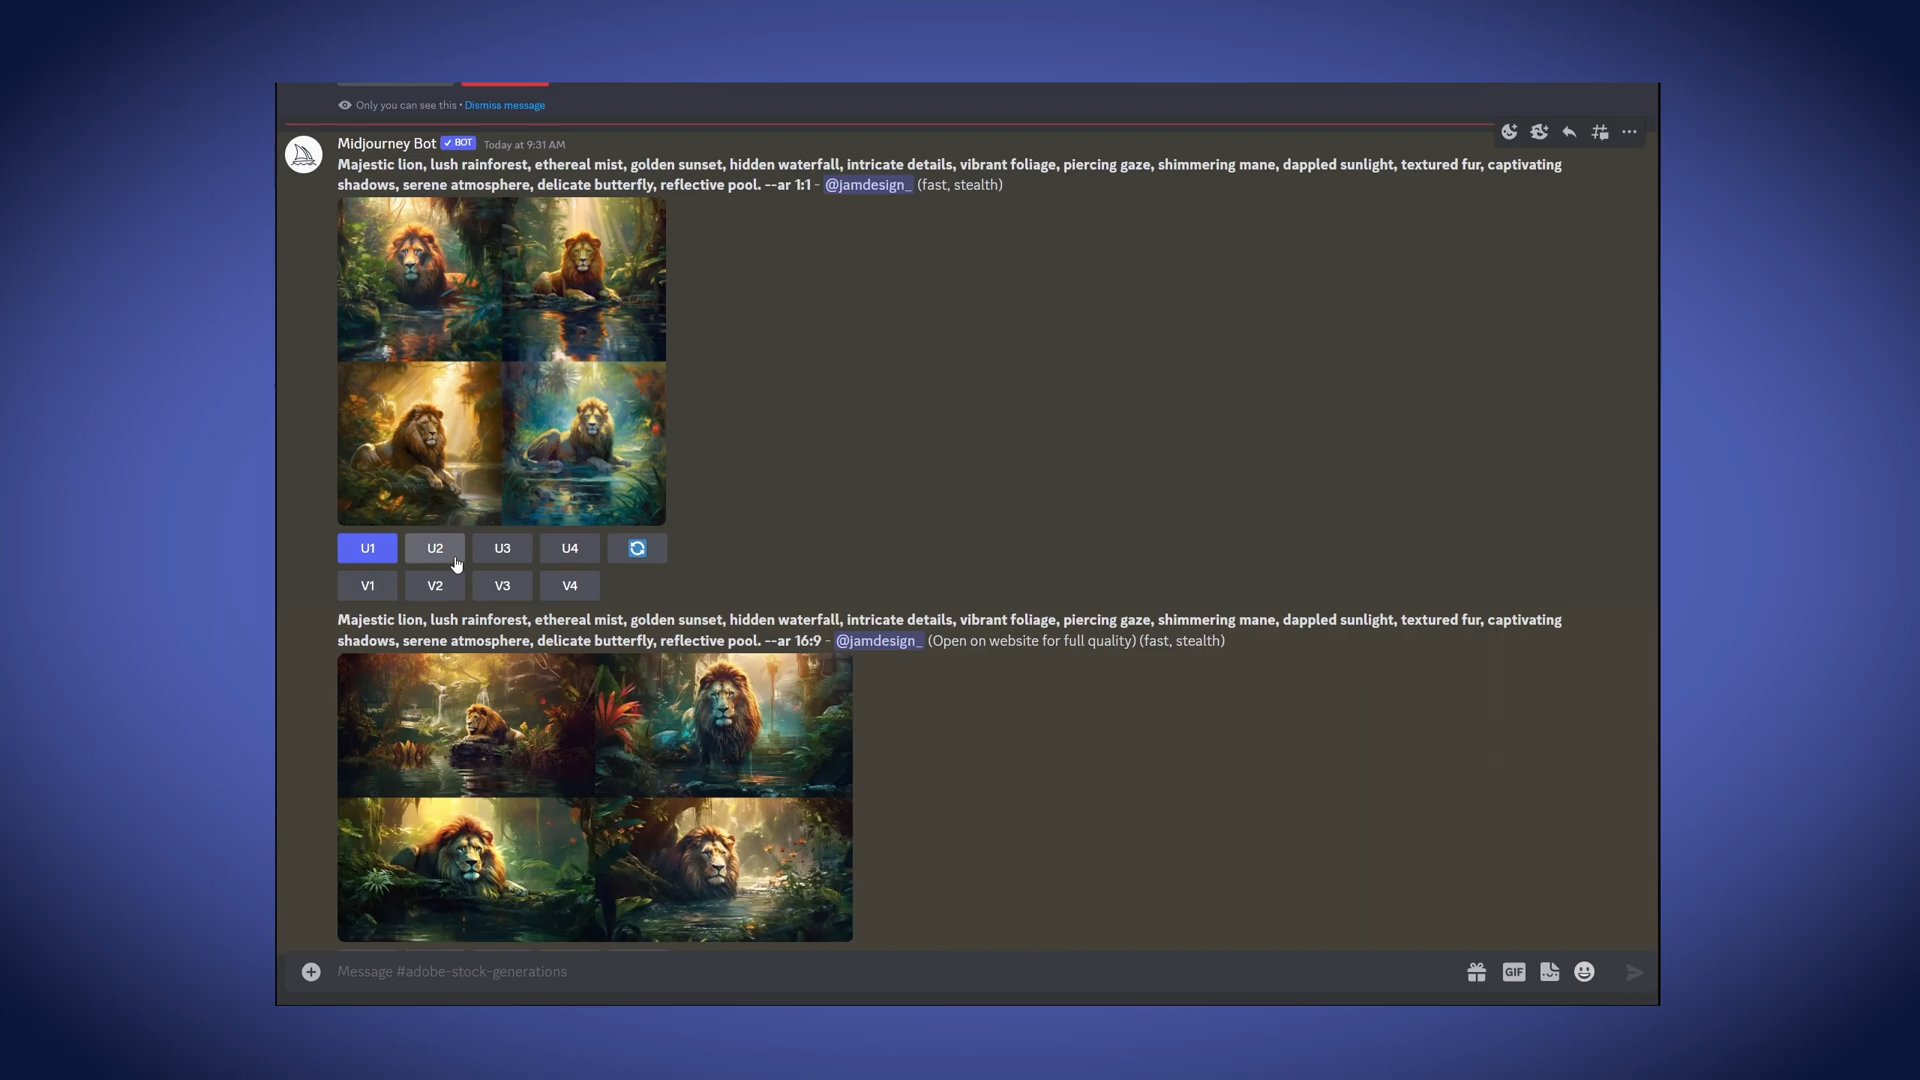 Only you can see this • Dismiss message
Midjourney Bot ✓ BOT Today at 9:31 AM
Majestic lion, lush rainforest, ethereal mist, golden sunset, hidden waterfall, intricate details, vibrant foliage, piercing gaze, shimmering mane, dappled sunlight, textured fur, captivating
shadows, serene atmosphere, delicate butterfly, reflective pool. --ar 1:1 - @jamdesign_ (fast, stealth)
U1 U2 U3 U4
V1 V2 V3 V4
Majestic lion, lush rainforest, ethereal mist, golden sunset, hidden waterfall, intricate details, vibrant foliage, piercing gaze, shimmering mane, dappled sunlight, textured fur, captivating
shadows, serene atmosphere, delicate butterfly, reflective pool. --ar 16:9 - @jamdesign_ (Open on website for full quality) (fast, stealth)
Message #adobe-stock-generations
GIF